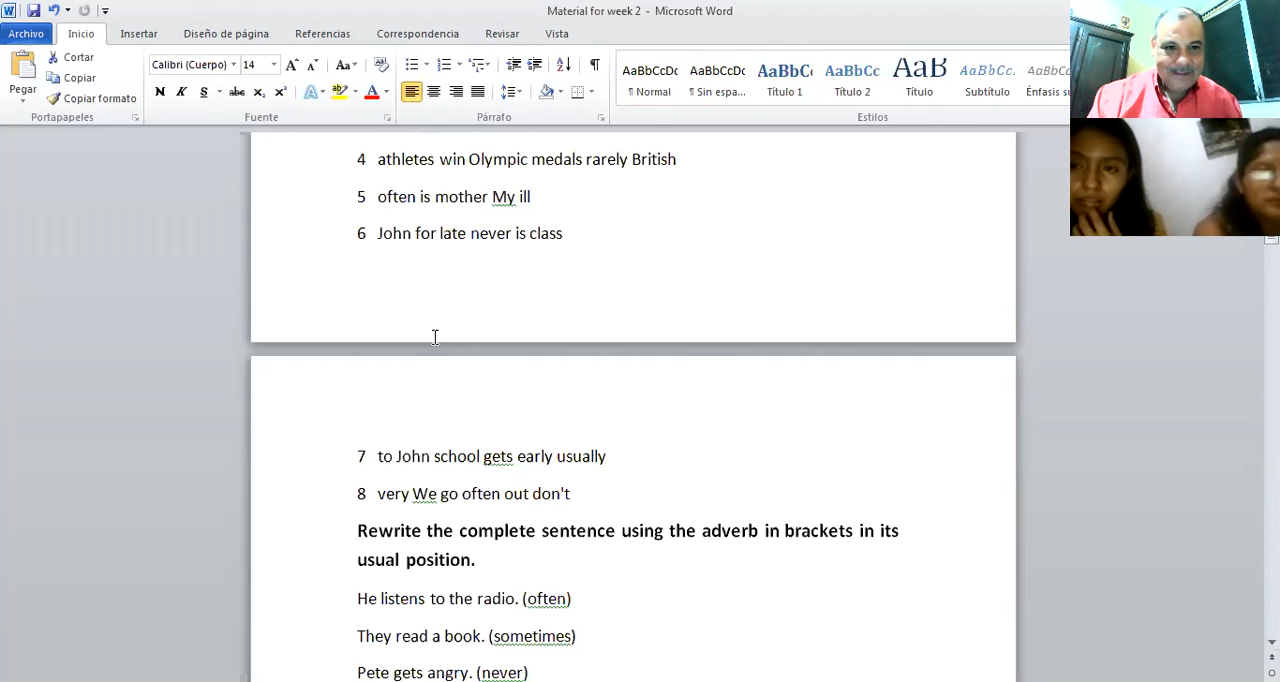 Material for week 2 - Microsoft Word
Archivo Inicio Insertar Diseño de página Referencias Correspondencia Revisar Vista
Pegar
Cortar
Copiar
Copiar formato
Portapapeles
Calibri (Cuerpo) 14
Fuente
Párrafo
AaBbCcDc AaBbCcDc AaBbC AaBbCc AaB AaBbCc. AaBbCcDc
¶ Normal ¶ Sin espa... Título 1 Título 2 Título Subtítulo Énfasis su
Estilos
4 athletes win Olympic medals rarely British
5 often is mother My ill
6 John for late never is class
7 to John school gets early usually
8 very We go often out don't
Rewrite the complete sentence using the adverb in brackets in its
usual position.
He listens to the radio. (often)
They read a book. (sometimes)
Pete gets angry. (never)